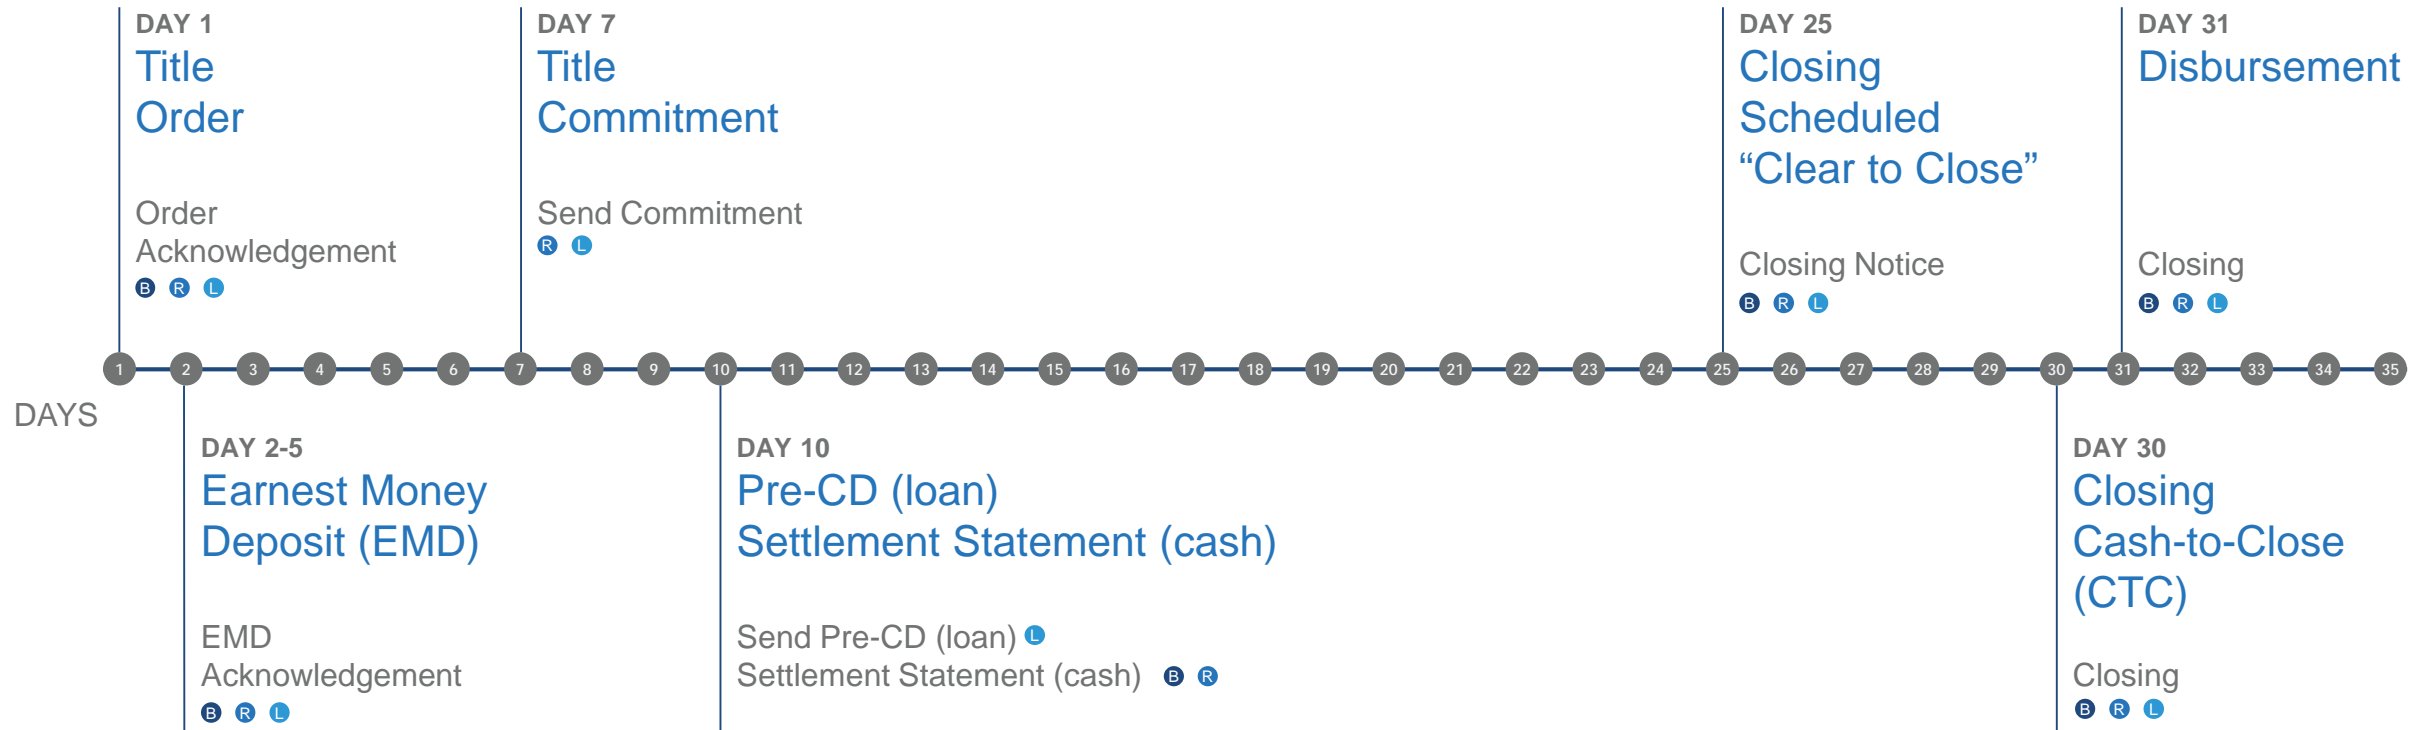 DAY 1
Title
Order
Order
Acknowledgement
B R L
DAY 7
Title
Commitment
Send Commitment
R L
DAY 25
Closing
Scheduled
“Clear to Close”
Closing Notice
B R L
DAY 31
Disbursement
Closing
B R L
1 2 3 4 5 6 7 8 9 10 11 12 13 14 15 16 17 18 19 20 21 22 23 24 25 26 27 28 29 30 31 32 33 34 35
DAYS
DAY 2-5
Earnest Money
Deposit (EMD)
EMD
Acknowledgement
B R L
DAY 10
Pre-CD (loan)
Settlement Statement (cash)
Send Pre-CD (loan) L
Settlement Statement (cash) B R
DAY 30
Closing
Cash-to-Close
(CTC)
Closing
B R L